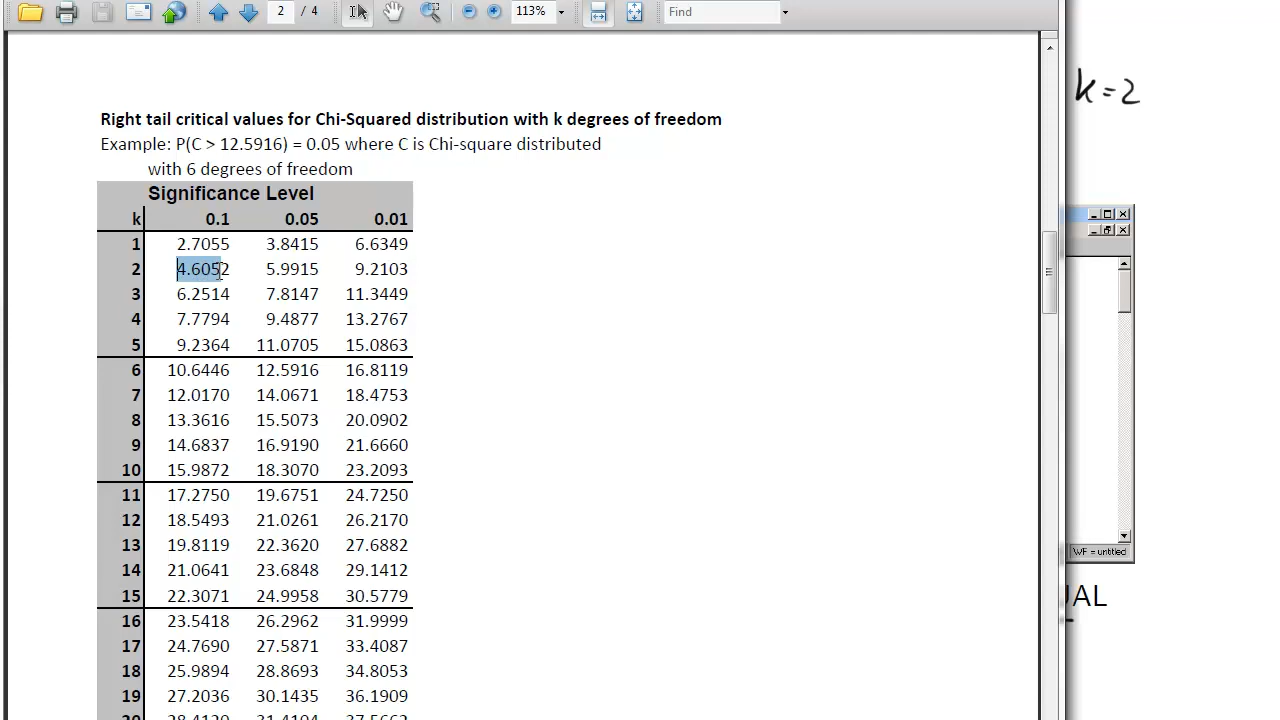 2 / 4 113% Find
k=2
Right tail critical values for Chi-Squared distribution with k degrees of freedom
Example: P(C > 12.5916) = 0.05 where C is Chi-square distributed
with 6 degrees of freedom
Significance Level
k 0.1 0.05 0.01
1 2.7055 3.8415 6.6349
2 4.6052 5.9915 9.2103
3 6.2514 7.8147 11.3449
4 7.7794 9.4877 13.2767
5 9.2364 11.0705 15.0863
6 10.6446 12.5916 16.8119
7 12.0170 14.0671 18.4753
8 13.3616 15.5073 20.0902
9 14.6837 16.9190 21.6660
10 15.9872 18.3070 23.2093
11 17.2750 19.6751 24.7250
12 18.5493 21.0261 26.2170
13 19.8119 22.3620 27.6882
14 21.0641 23.6848 29.1412
WF = untitled
15 22.3071 24.9958 30.5779
UAL
16 23.5418 26.2962 31.9999
17 24.7690 27.5871 33.4087
18 25.9894 28.8693 34.8053
19 27.2036 30.1435 36.1909
20 28.4120 31.4104 37.5662